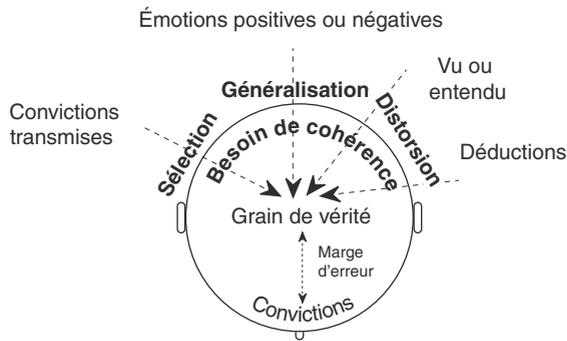 Émotions positives ou négatives
Vu ou
entendu
Généralisation
Convictions
transmises
Sélection
Distorsion
Besoin de cohérence
Déductions
Grain de vérité
Marge
d'erreur
Convictions